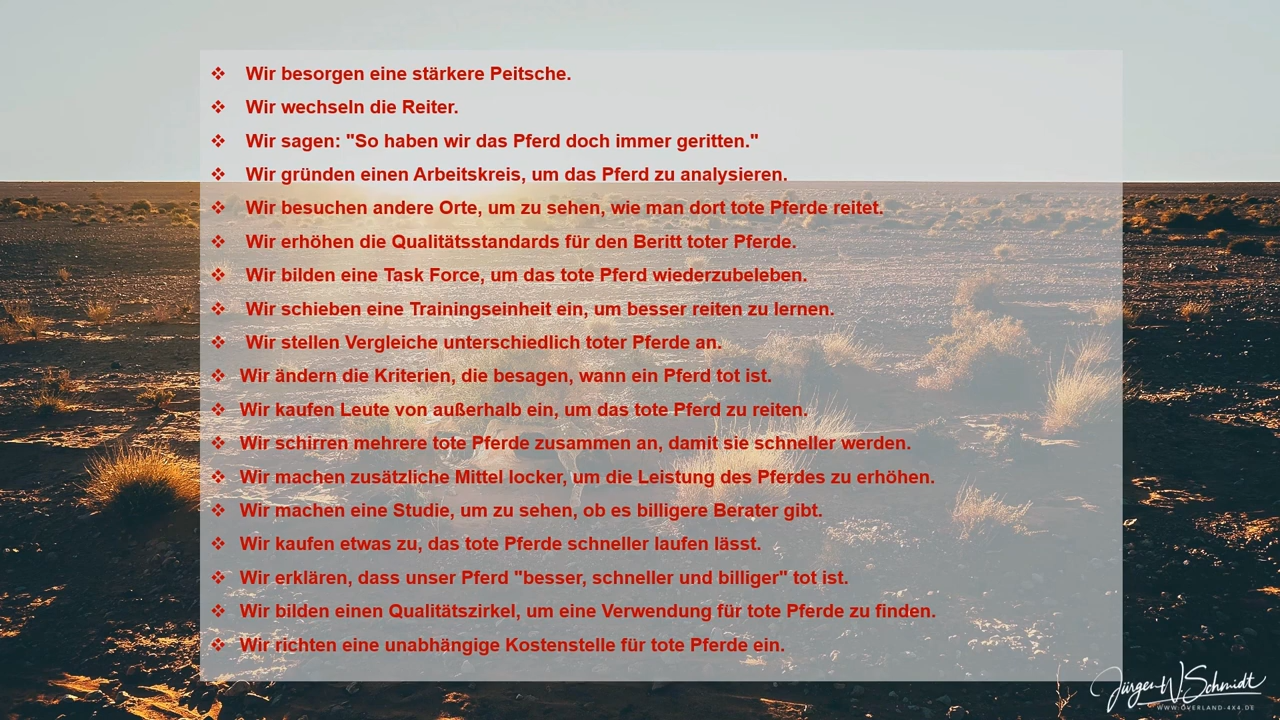 ❖ Wir besorgen eine stärkere Peitsche.
❖ Wir wechseln die Reiter.
❖ Wir sagen: "So haben wir das Pferd doch immer geritten."
❖ Wir gründen einen Arbeitskreis, um das Pferd zu analysieren.
❖ Wir besuchen andere Orte, um zu sehen, wie man dort tote Pferde reitet.
❖ Wir erhöhen die Qualitätsstandards für den Beritt toter Pferde.
❖ Wir bilden eine Task Force, um das tote Pferd wiederzubeleben.
❖ Wir schieben eine Trainingseinheit ein, um besser reiten zu lernen.
❖ Wir stellen Vergleiche unterschiedlich toter Pferde an.
❖ Wir ändern die Kriterien, die besagen, wann ein Pferd tot ist.
❖ Wir kaufen Leute von außerhalb ein, um das tote Pferd zu reiten.
❖ Wir schirren mehrere tote Pferde zusammen an, damit sie schneller werden.
❖ Wir machen zusätzliche Mittel locker, um die Leistung des Pferdes zu erhöhen.
❖ Wir machen eine Studie, um zu sehen, ob es billigere Berater gibt.
❖ Wir kaufen etwas zu, das tote Pferde schneller laufen lässt.
❖ Wir erklären, dass unser Pferd "besser, schneller und billiger" tot ist.
❖ Wir bilden einen Qualitätszirkel, um eine Verwendung für tote Pferde zu finden.
❖ Wir richten eine unabhängige Kostenstelle für tote Pferde ein.
Jürgen W. Schmidt
WWW.OVERLAND-4X4.DE